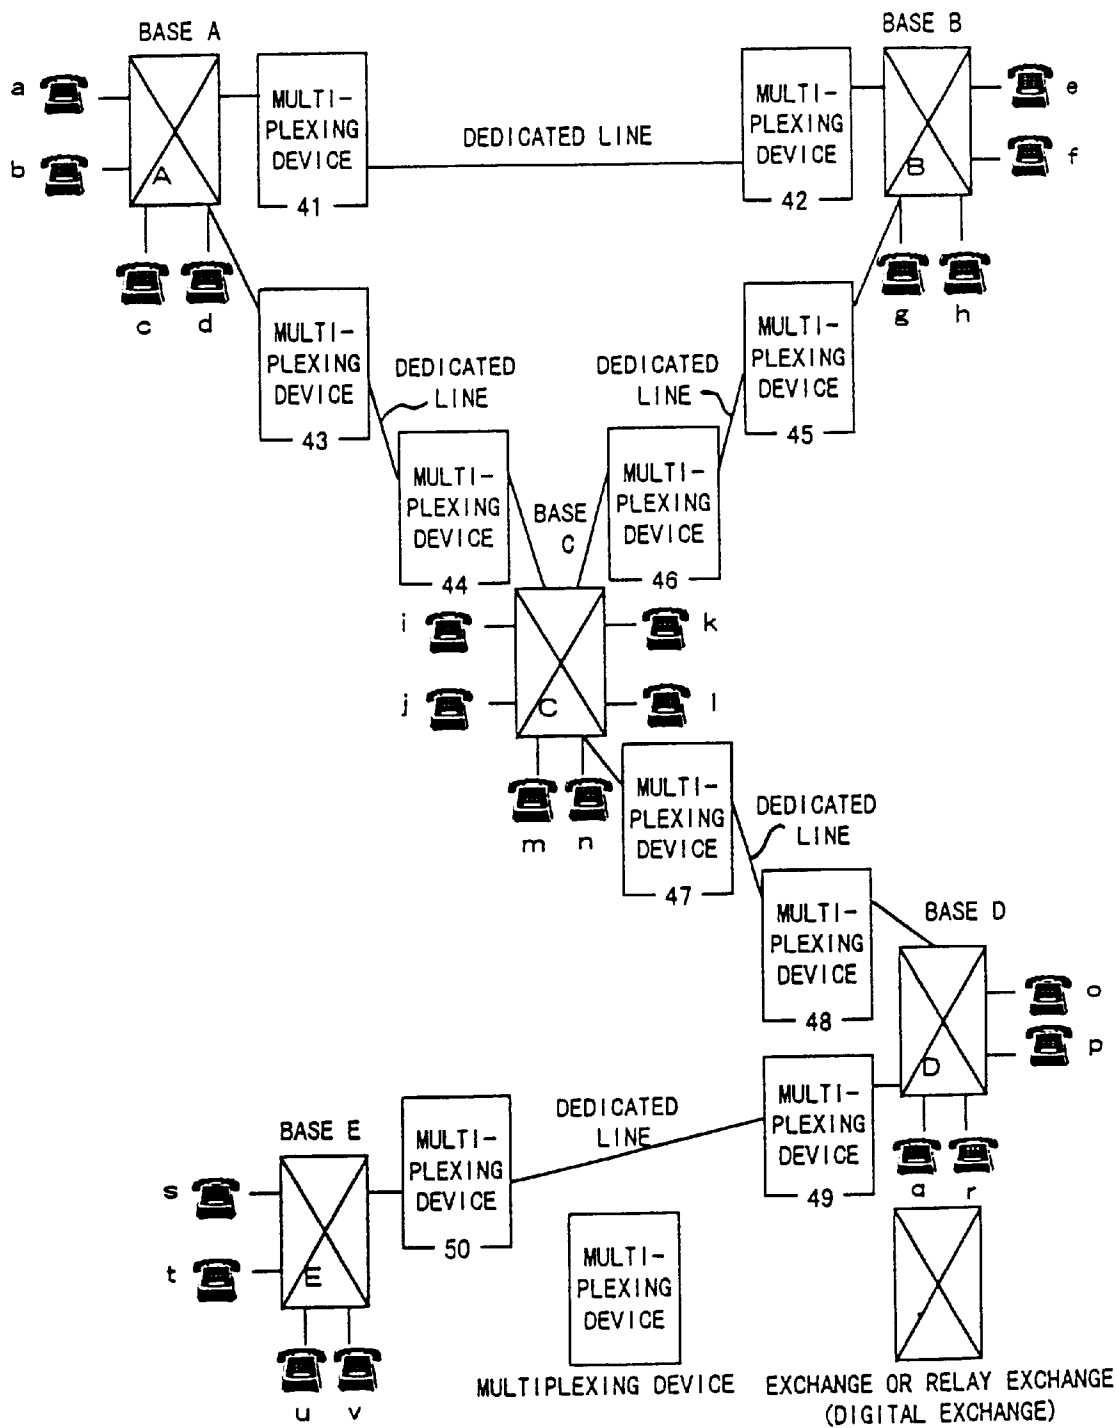 BASE A
BASE B
a
b
A
MULTI-
PLEXING
DEVICE
41
DEDICATED LINE
MULTI-
PLEXING
DEVICE
42
B
e
f
c
d
g
h
MULTI-
PLEXING
DEVICE
43
DEDICATED
LINE
DEDICATED
LINE
MULTI-
PLEXING
DEVICE
45
MULTI-
PLEXING
DEVICE
44
BASE
C
MULTI-
PLEXING
DEVICE
46
i
j
C
k
l
m
n
MULTI-
PLEXING
DEVICE
47
DEDICATED
LINE
MULTI-
PLEXING
DEVICE
48
BASE D
D
o
p
a
r
MULTI-
PLEXING
DEVICE
49
DEDICATED
LINE
BASE E
MULTI-
PLEXING
DEVICE
50
s
t
E
u
v
MULTI-
PLEXING
DEVICE
MULTIPLEXING DEVICE
EXCHANGE OR RELAY EXCHANGE
(DIGITAL EXCHANGE)